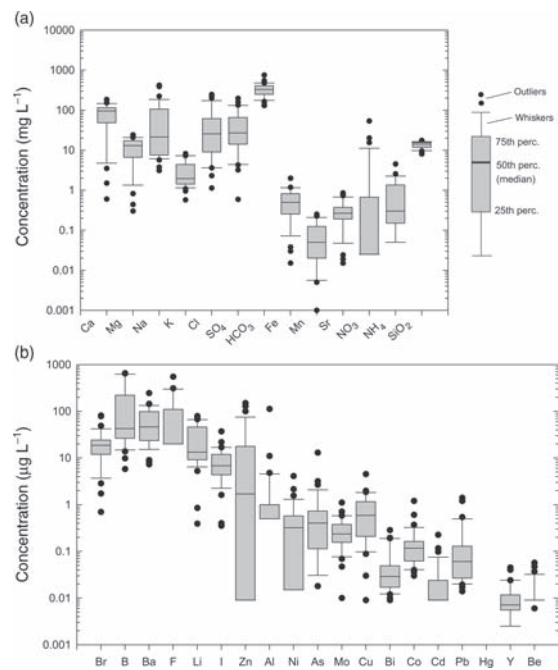 (a)
Concentration (mg L⁻¹)
10000
1000
100
10
1
0.1
0.01
0.001
Ca Mg Na K Cl SO₄ HCO₃ Fe Mn Sr NO₃ NH₄ SiO₂
Outliers
Whiskers
75th perc.
50th perc.
(median)
25th perc.
(b)
Concentration (μg L⁻¹)
1000
100
10
1
0.1
0.01
0.001
Br B Ba F Li I Zn Al Ni As Mo Cu Bi Co Cd Pb Hg Y Be